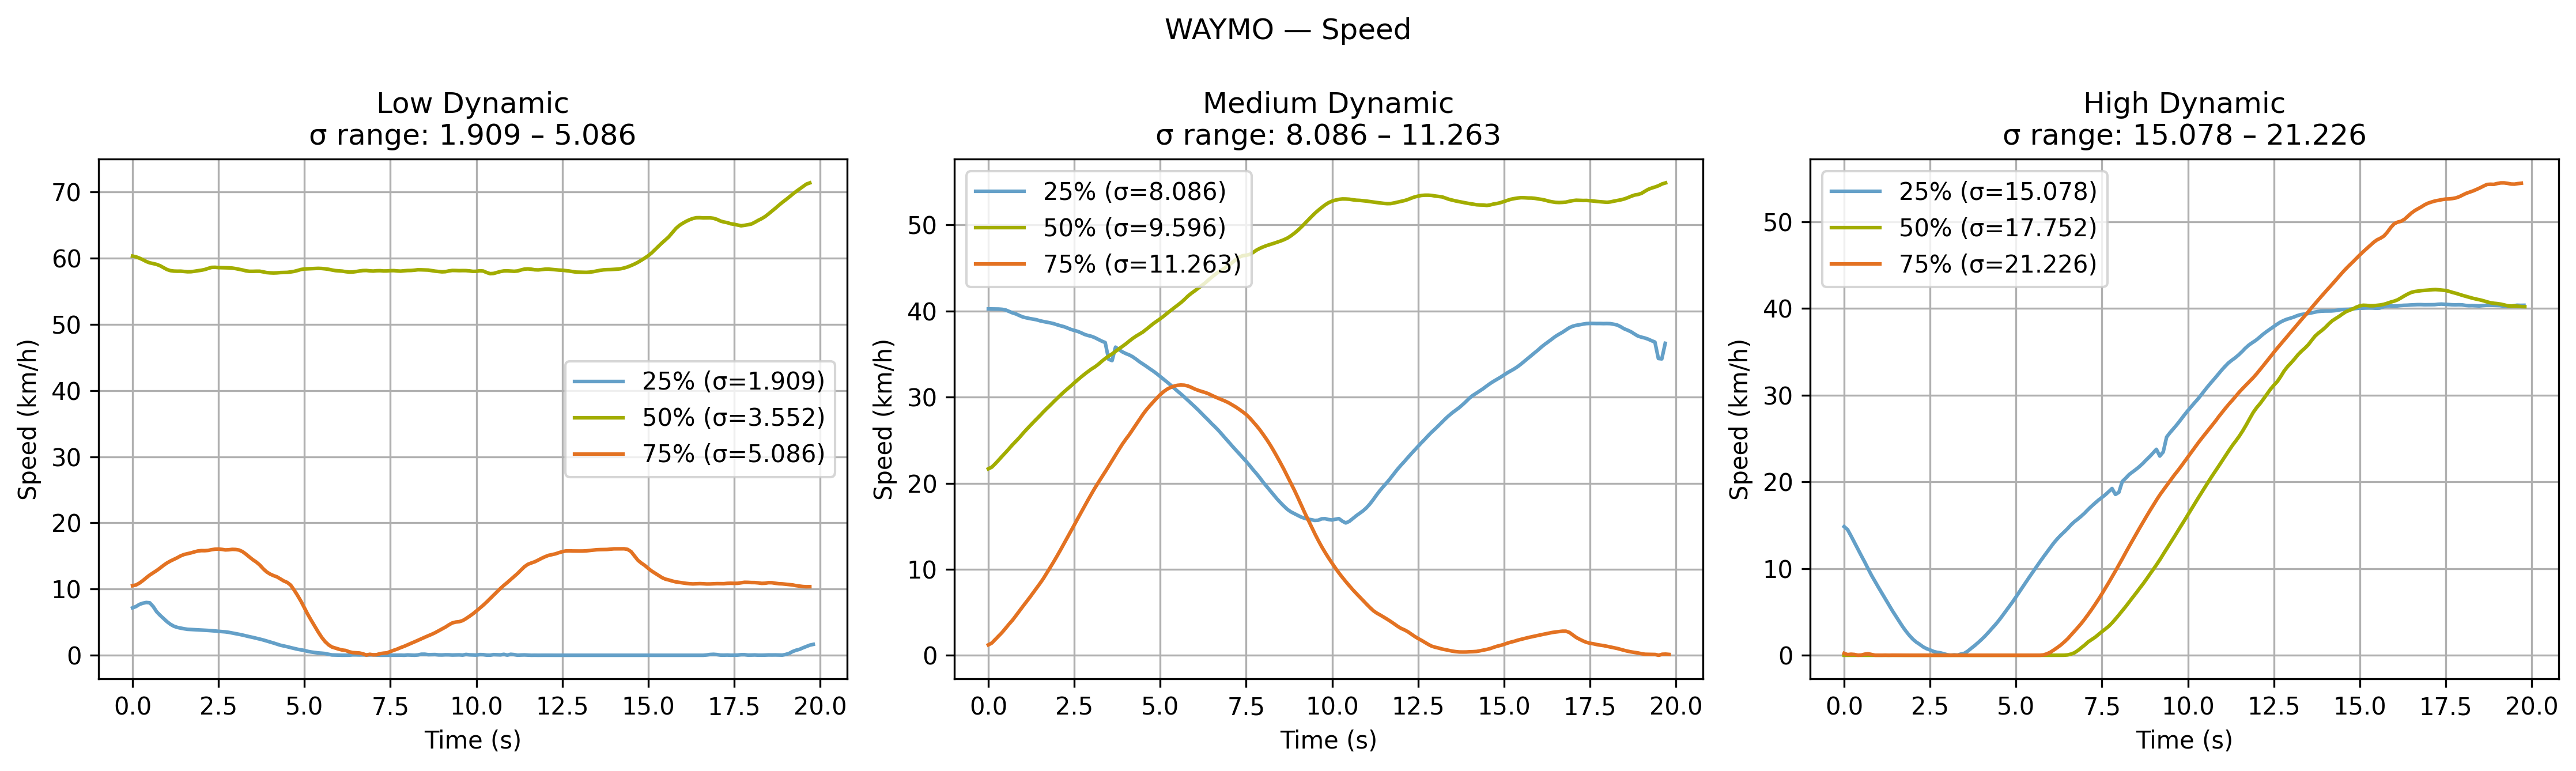 WAYMO — Speed
Low Dynamic
σ range: 1.909 – 5.086
Speed (km/h)
70
60
50
40
30
20
10
0
25% (σ=1.909)
50% (σ=3.552)
75% (σ=5.086)
0.0 2.5 5.0 7.5 10.0 12.5 15.0 17.5 20.0
Time (s)
Medium Dynamic
σ range: 8.086 – 11.263
Speed (km/h)
50
40
30
20
10
0
25% (σ=8.086)
50% (σ=9.596)
75% (σ=11.263)
0.0 2.5 5.0 7.5 10.0 12.5 15.0 17.5 20.0
Time (s)
High Dynamic
σ range: 15.078 – 21.226
Speed (km/h)
50
40
30
20
10
0
25% (σ=15.078)
50% (σ=17.752)
75% (σ=21.226)
0.0 2.5 5.0 7.5 10.0 12.5 15.0 17.5 20.0
Time (s)